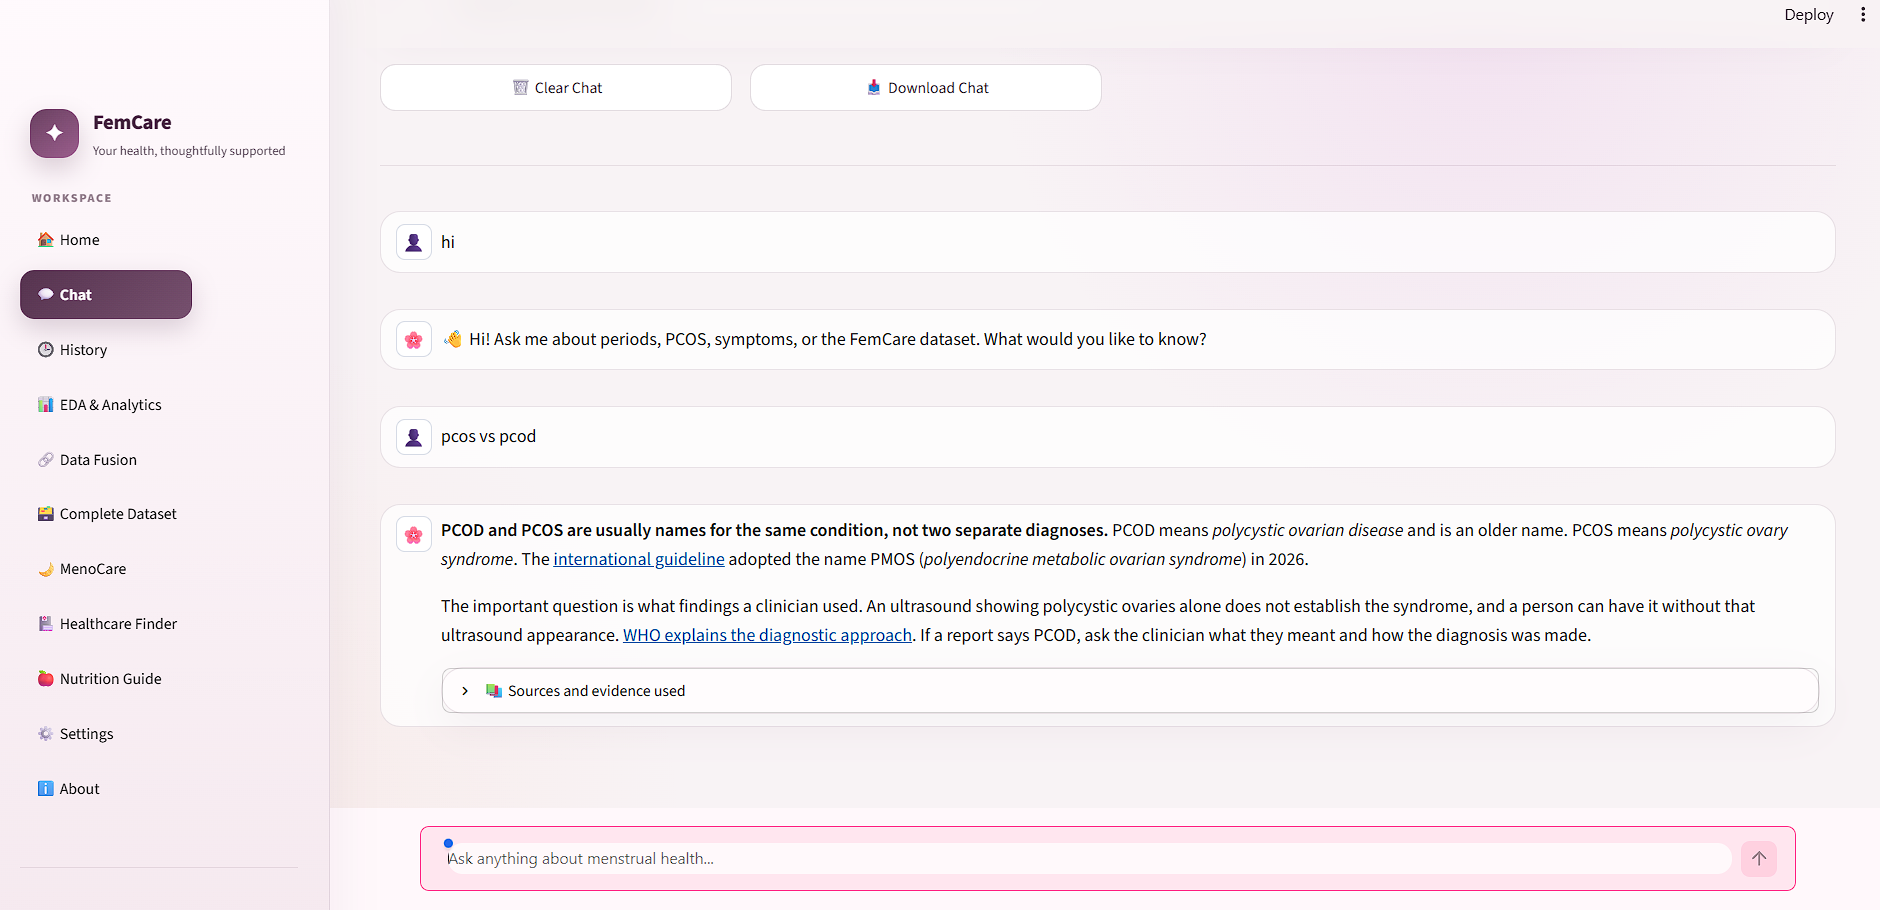 Deploy
FemCare
Your health, thoughtfully supported
WORKSPACE
Home
Chat
History
EDA & Analytics
Data Fusion
Complete Dataset
MenoCare
Healthcare Finder
Nutrition Guide
Settings
About
Clear Chat
Download Chat
hi
Hi! Ask me about periods, PCOS, symptoms, or the FemCare dataset. What would you like to know?
pcos vs pcod
PCOD and PCOS are usually names for the same condition, not two separate diagnoses. PCOD means polycystic ovarian disease and is an older name. PCOS means polycystic ovary
syndrome. The international guideline adopted the name PMOS (polyendocrine metabolic ovarian syndrome) in 2026.
The important question is what findings a clinician used. An ultrasound showing polycystic ovaries alone does not establish the syndrome, and a person can have it without that
ultrasound appearance. WHO explains the diagnostic approach. If a report says PCOD, ask the clinician what they meant and how the diagnosis was made.
Sources and evidence used
Ask anything about menstrual health...